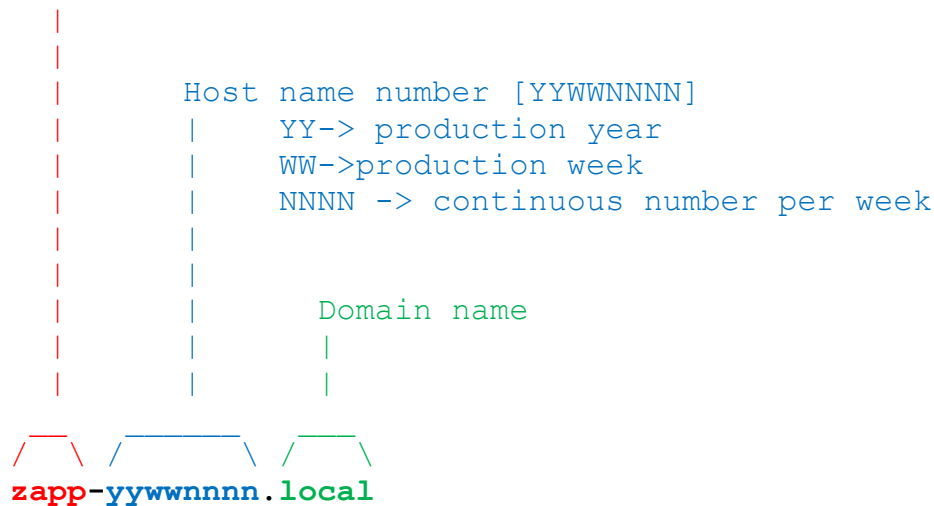 Host name number [YYWWNNNN]
YY-> production year
WW->production week
NNNN -> continuous number per week
Domain name
zapp-yywwnnnn.local